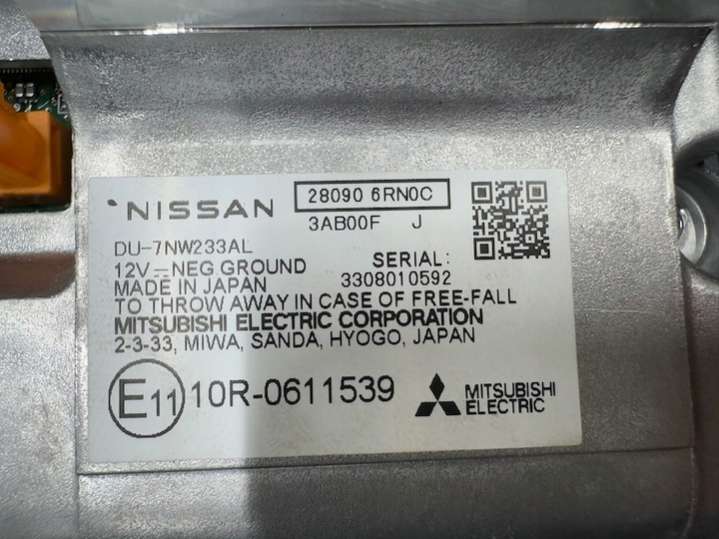 NISSAN 28090 6RN0C
3AB00F J
DU-7NW233AL
12V⎓NEG GROUND SERIAL:
MADE IN JAPAN 3308010592
TO THROW AWAY IN CASE OF FREE-FALL
MITSUBISHI ELECTRIC CORPORATION
2-3-33, MIWA, SANDA, HYOGO, JAPAN
E11 10R-0611539
MITSUBISHI
ELECTRIC